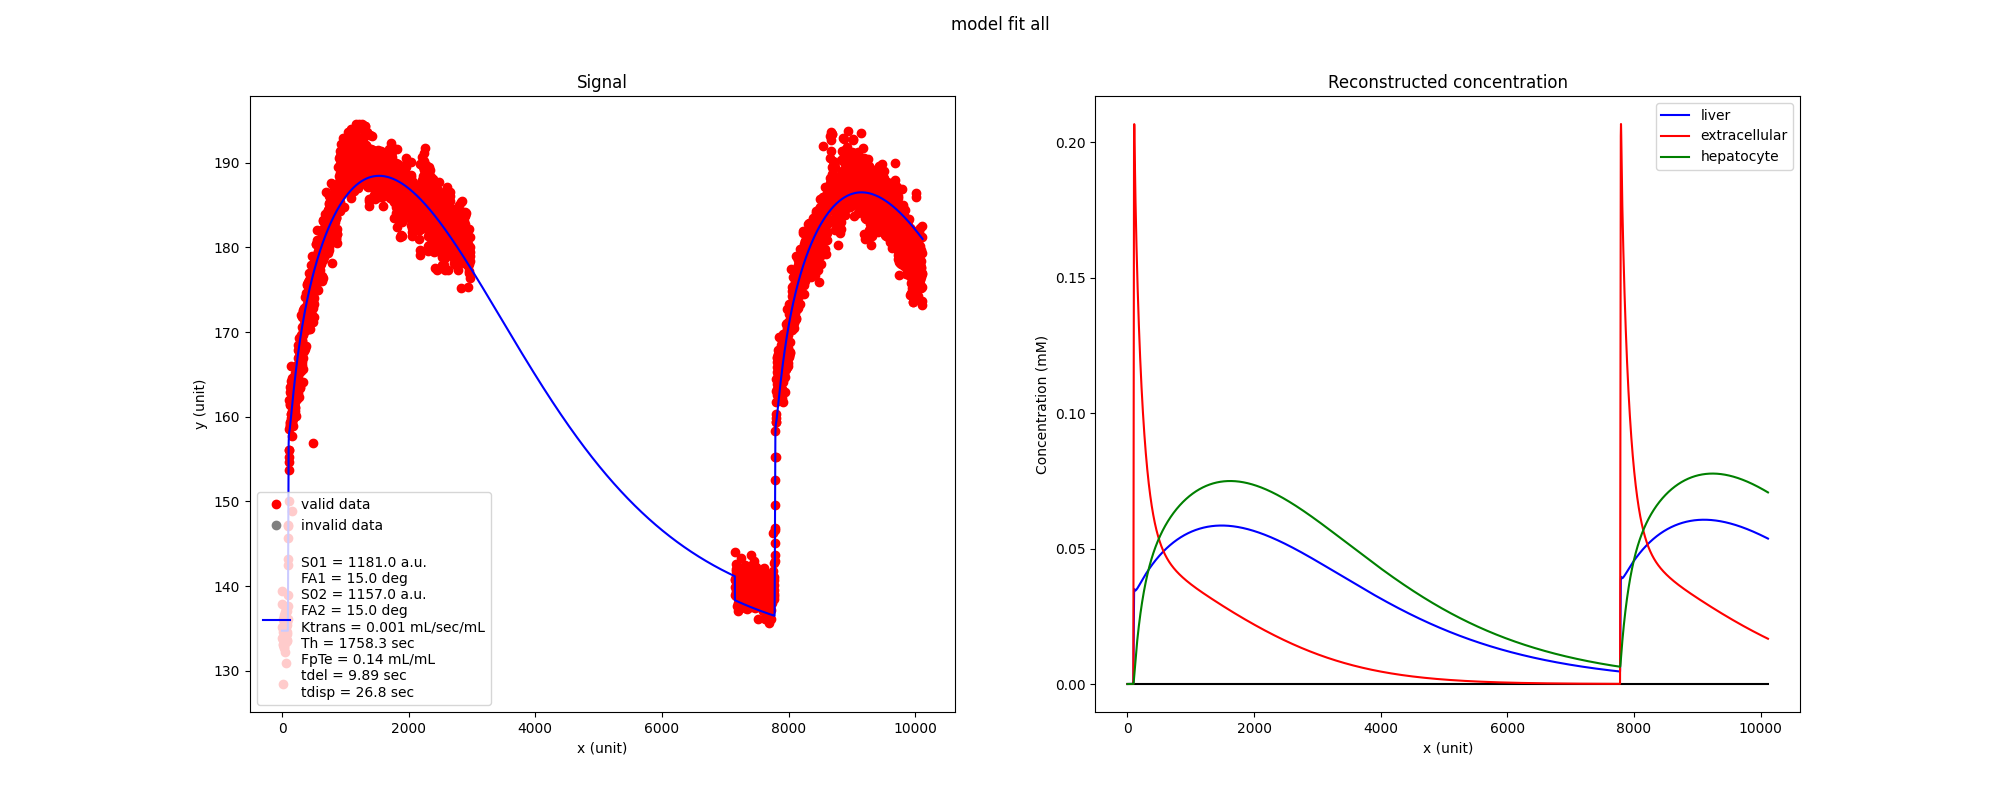 model fit all
Signal
y (unit)
190
180
170
160
150
140
130
valid data
invalid data
S01 = 1181.0 a.u.
FA1 = 15.0 deg
S02 = 1157.0 a.u.
FA2 = 15.0 deg
Ktrans = 0.001 mL/sec/mL
Th = 1758.3 sec
FpTe = 0.14 mL/mL
tdel = 9.89 sec
tdisp = 26.8 sec
0 2000 4000 6000 8000 10000
x (unit)
Reconstructed concentration
Concentration (mM)
0.20
0.15
0.10
0.05
0.00
liver
extracellular
hepatocyte
0 2000 4000 6000 8000 10000
x (unit)